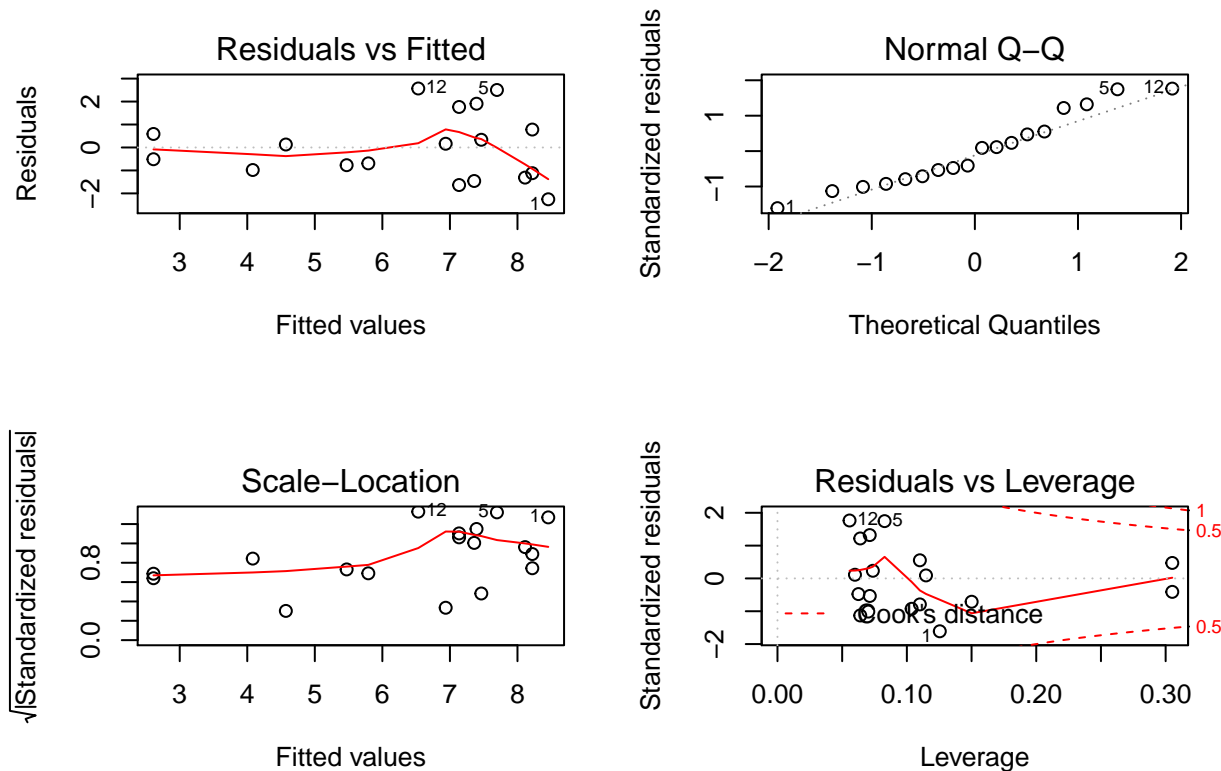 Residuals vs Fitted
Residuals
2
0
−2
12
5
1
3 4 5 6 7 8
Fitted values
Normal Q−Q
Standardized residuals
1
−1
5
12
1
−2 −1 0 1 2
Theoretical Quantiles
Scale−Location
√|Standardized residuals|
0.8
0.0
12
5
1
3 4 5 6 7 8
Fitted values
Residuals vs Leverage
Standardized residuals
2
0
−2
12
5
1
Cook's distance
1
0.5
0.5
0.00 0.10 0.20 0.30
Leverage